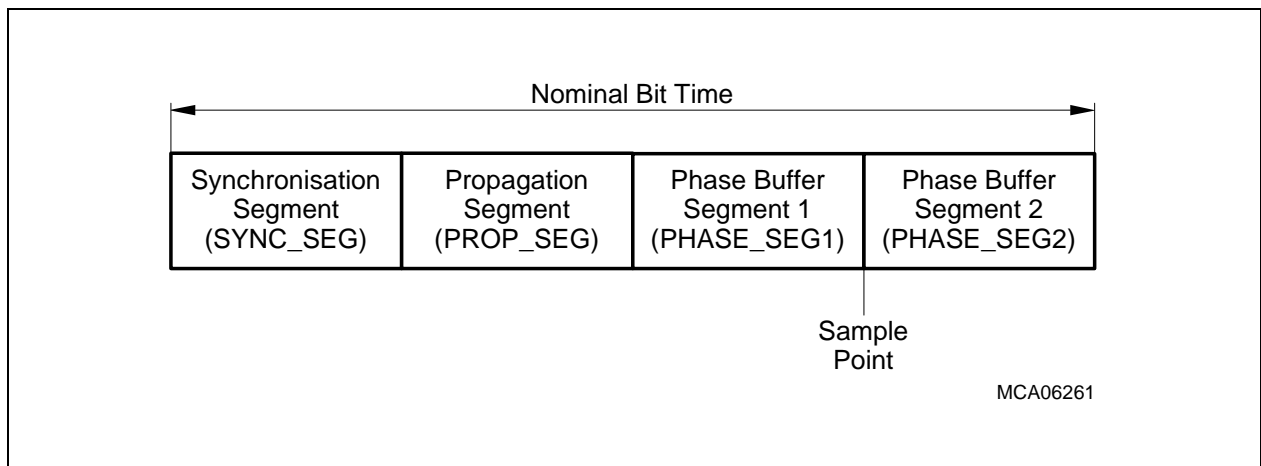 Nominal Bit Time
Synchronisation
Segment
(SYNC_SEG)
Propagation
Segment
(PROP_SEG)
Phase Buffer
Segment 1
(PHASE_SEG1)
Phase Buffer
Segment 2
(PHASE_SEG2)
Sample
Point
MCA06261